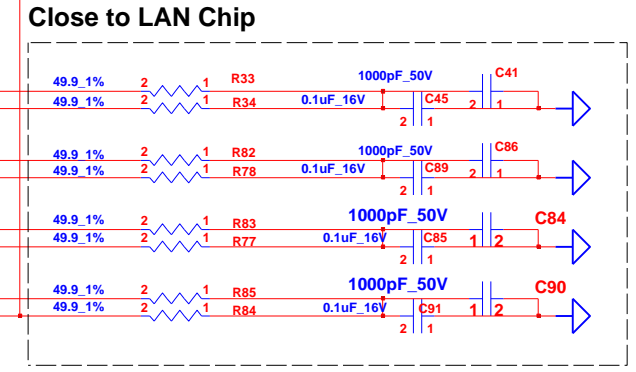 Close to LAN Chip
49.9_1% 2 1 R33 1000pF_50V C41
49.9_1% 2 1 R34 0.1uF_16V C45 2 1
2 1
49.9_1% 2 1 R82 1000pF_50V C86
49.9_1% 2 1 R78 0.1uF_16V C89 2 1
2 1
49.9_1% 2 1 R83 1000pF_50V C84
49.9_1% 2 1 R77 0.1uF_16V C85 1 2
2 1
49.9_1% 2 1 R85 1000pF_50V C90
49.9_1% 2 1 R84 0.1uF_16V C91 1 2
2 1